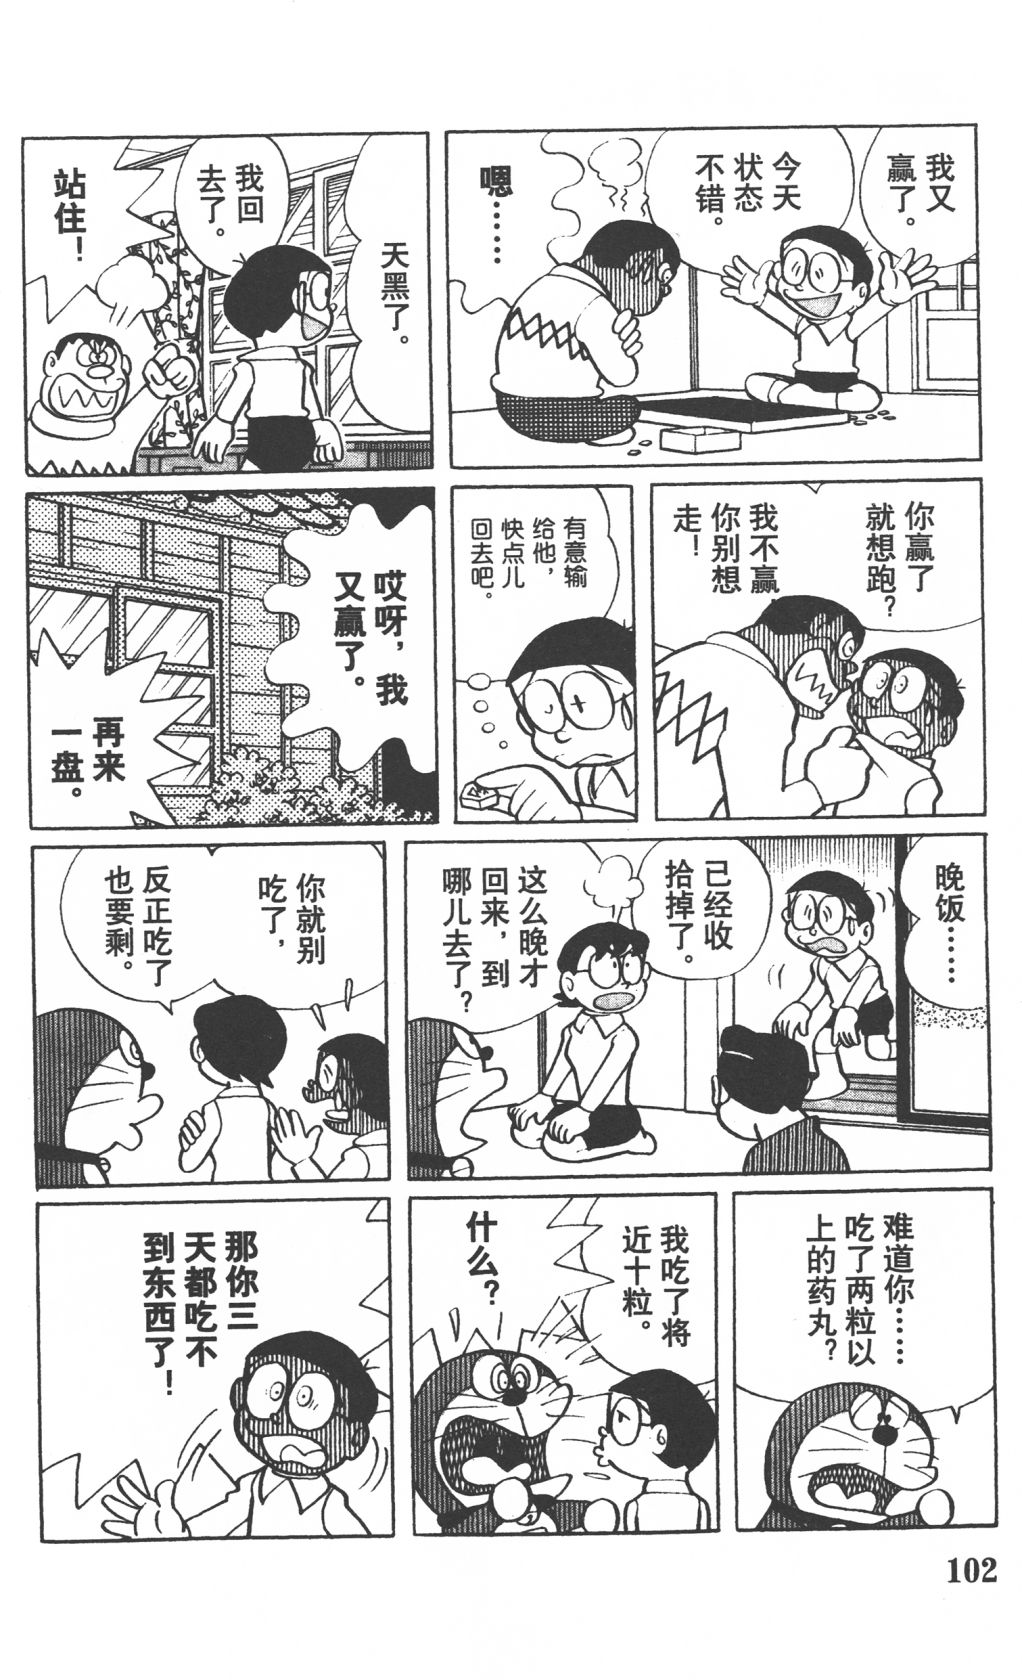 我又
赢了。
今天
状态
不错。
嗯……
天黑了。
我回
去了。
站住！
你赢了
就想跑？
我不赢，
你别想
走！
有意输
给他，
快点儿
回去吧。
哎呀，我
又赢了。
再来
一盘。
晚饭……
已经收
拾掉了。
这么晚才
回来，到
哪儿去了？
你就别
吃了，
反正吃了
也要剩。
难道你……
吃了两粒以
上的药丸？
我吃了将
近十粒。
什么？
那你三
天都吃不
到东西了！
102